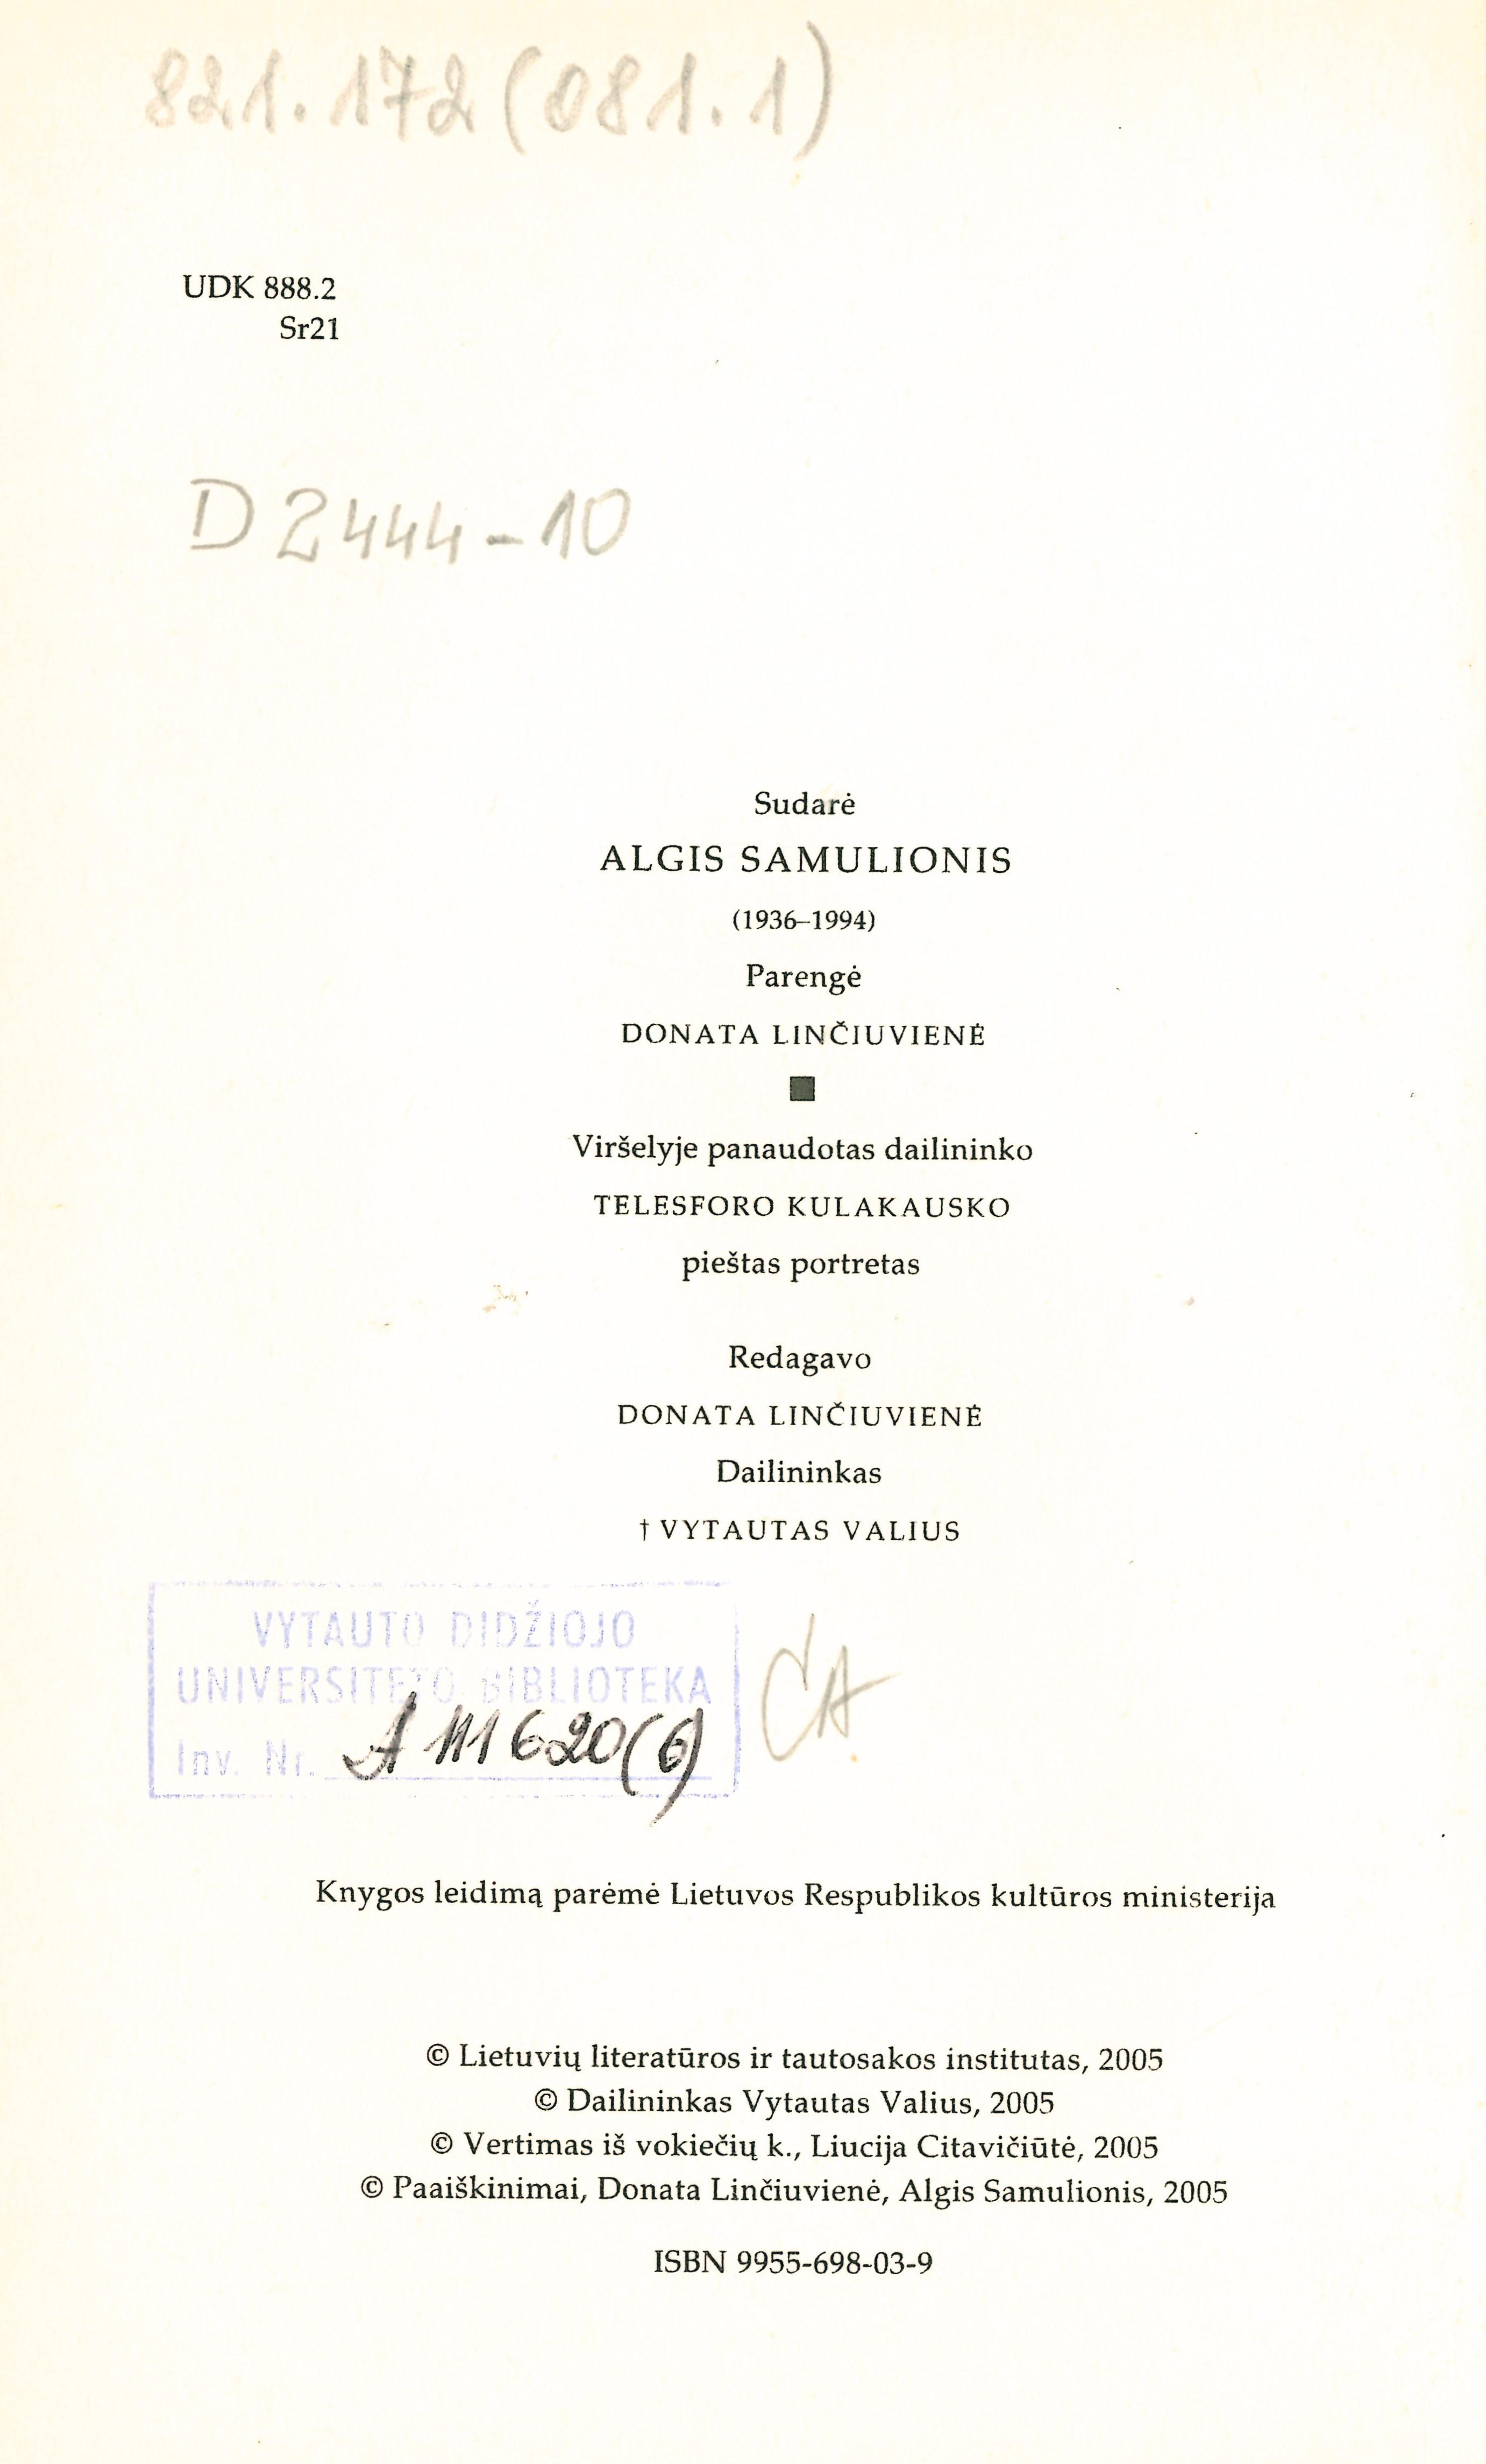 821.172(081.1)
UDK 888.2
Sr21
D2444-10
Sudarė
ALGIS SAMULIONIS
(1936–1994)
Parengė
DONATA LINČIUVIENĖ
Viršelyje panaudotas dailininko
TELESFORO KULAKAUSKO
pieštas portretas
Redagavo
DONATA LINČIUVIENĖ
Dailininkas
† VYTAUTAS VALIUS
VYTAUTO DIDŽIOJO
UNIVERSITETO BIBLIOTEKA
Inv. Nr. A 111620(6)
Knygos leidimą parėmė Lietuvos Respublikos kultūros ministerija
© Lietuvių literatūros ir tautosakos institutas, 2005
© Dailininkas Vytautas Valius, 2005
© Vertimas iš vokiečių k., Liucija Citavičiūtė, 2005
© Paaiškinimai, Donata Linčiuvienė, Algis Samulionis, 2005
ISBN 9955-698-03-9